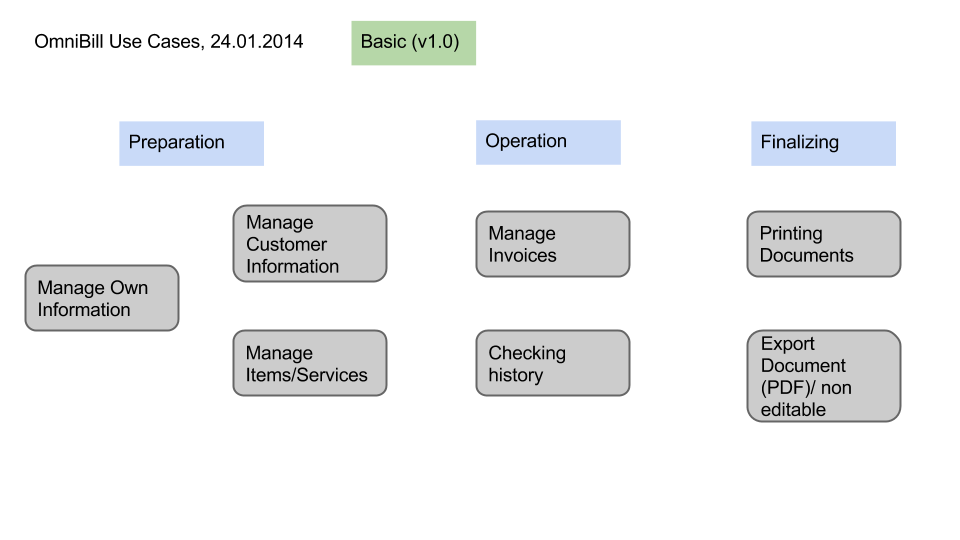 OmniBill Use Cases, 24.01.2014
Basic (v1.0)
Preparation
Operation
Finalizing
Manage Own
Information
Manage
Customer
Information
Manage
Items/Services
Manage
Invoices
Checking
history
Printing
Documents
Export
Document
(PDF)/ non
editable